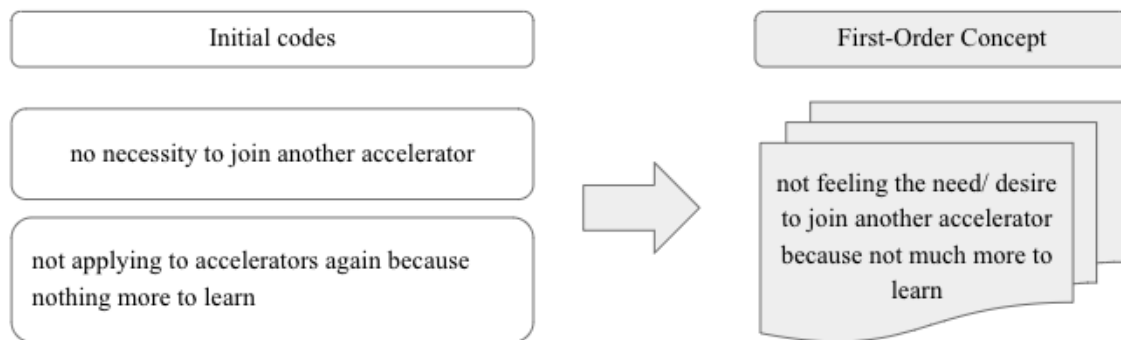 Initial codes
First-Order Concept
no necessity to join another accelerator
not applying to accelerators again because
nothing more to learn
not feeling the need/ desire
to join another accelerator
because not much more to
learn